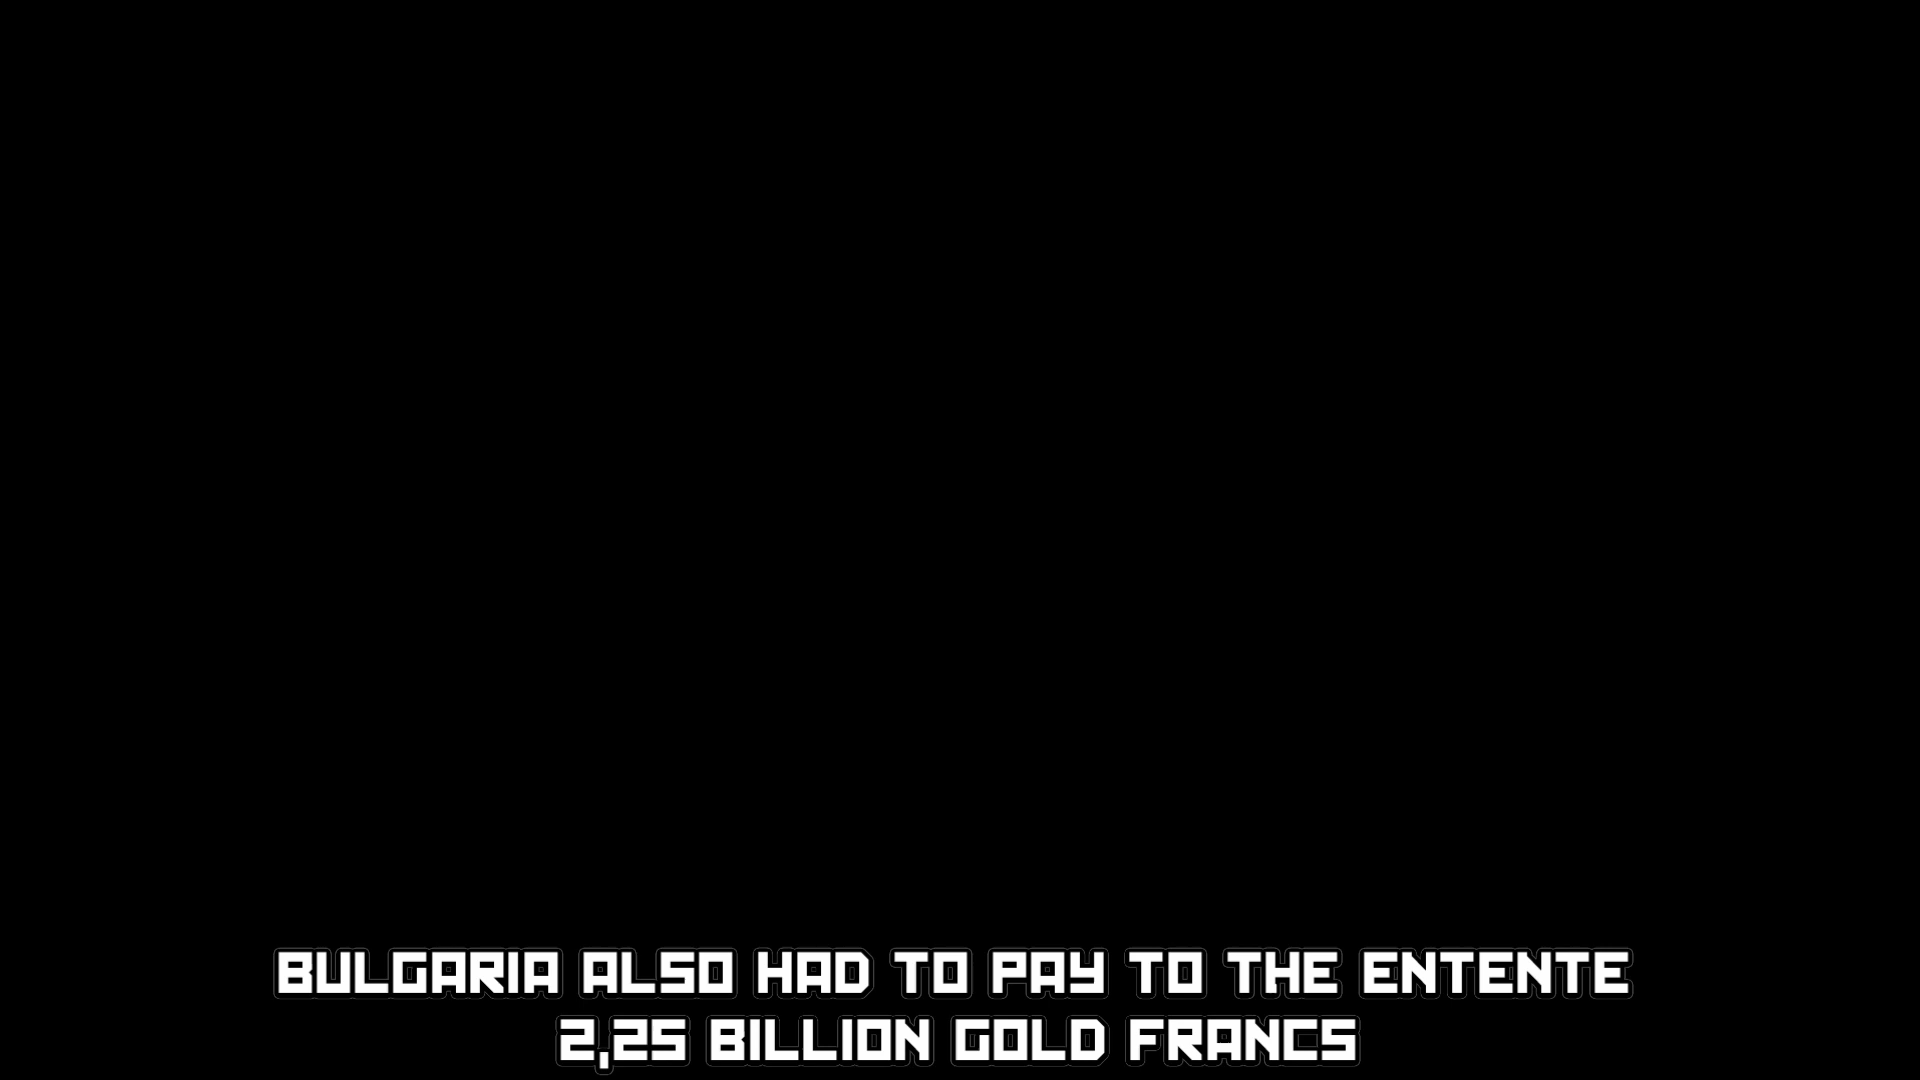 BULGARIA ALSO HAD TO PAY TO THE ENTENTE
2,25 BILLION GOLD FRANCS